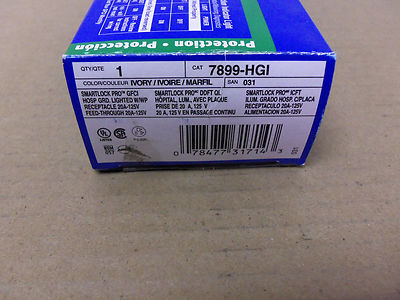 Protection • Protección
QTY/QTE 1 CAT 7899-HGI
COLOR/COULEUR IVORY / IVOIRE / MARFIL SAN 031
SMARTLOCK PRO GFCI
HOSP GRD. LIGHTED W/WP
RECEPTACLE 20A-125V
FEED-THROUGH 20A-125V
SMARTLOCK PRO DDFT QL
HÔPITAL, LUM., AVEC PLAQUE
PRISE DE 20 A, 125 V
20 A, 125 V EN PASSAGE CONTINU
SMARTLOCK PRO ICFT
ILUM. GRADO HOSP. C/PLACA
RECEPTACULO 20A-125V
ALIMENTACION 20A-125V
0 78477 31714 3